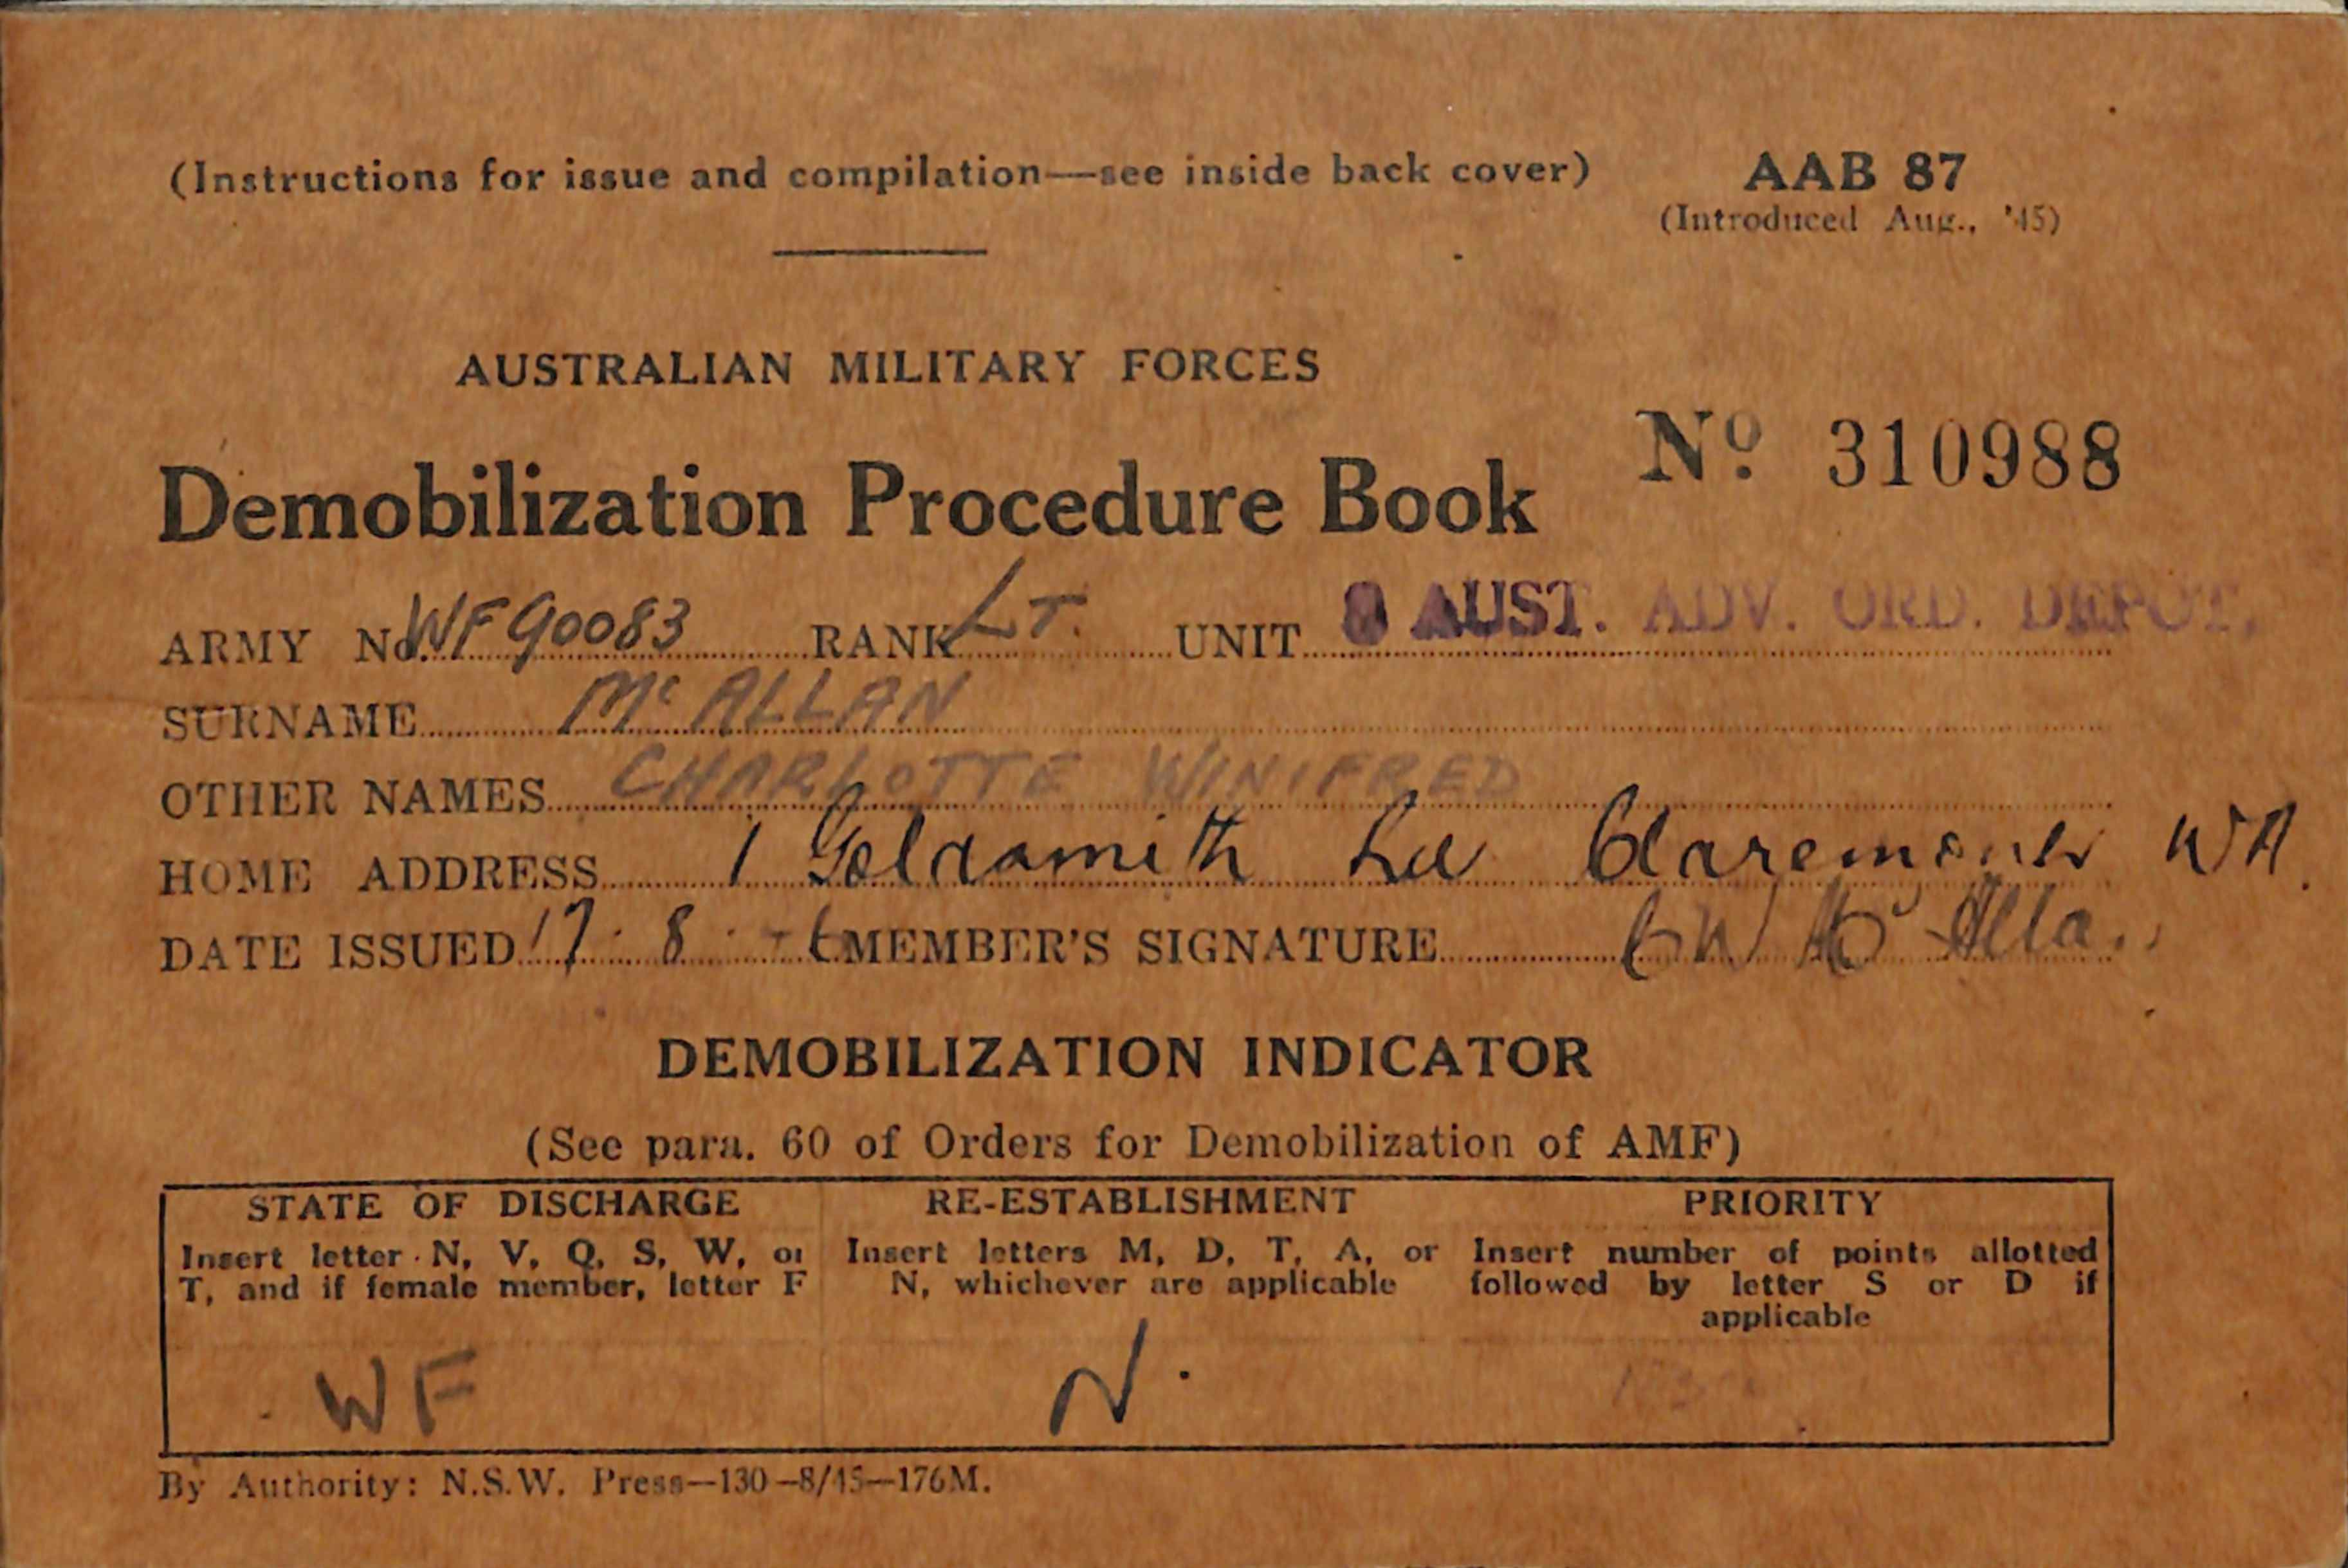 (Instructions for issue and compilation—see inside back cover)
AAB 87
(Introduced Aug., '45)
AUSTRALIAN MILITARY FORCES
Demobilization Procedure Book
Nº 310988
ARMY No. WF90083 RANK LT. UNIT 8 AUST. ADV. ORD. DEPOT,
SURNAME McALLAN
OTHER NAMES CHARLOTTE WINIFRED
HOME ADDRESS 1 Goldsmith Rd Claremont WA.
DATE ISSUED 17.8. MEMBER'S SIGNATURE CW McAllan
DEMOBILIZATION INDICATOR
(See para. 60 of Orders for Demobilization of AMF)
STATE OF DISCHARGE
Insert letter N, V, Q, S, W, or
T, and if female member, letter F
WF
RE-ESTABLISHMENT
Insert letters M, D, T, A, or
N, whichever are applicable
N.
PRIORITY
Insert number of points allotted
followed by letter S or D if
applicable
By Authority: N.S.W. Press—130—8/45—176M.